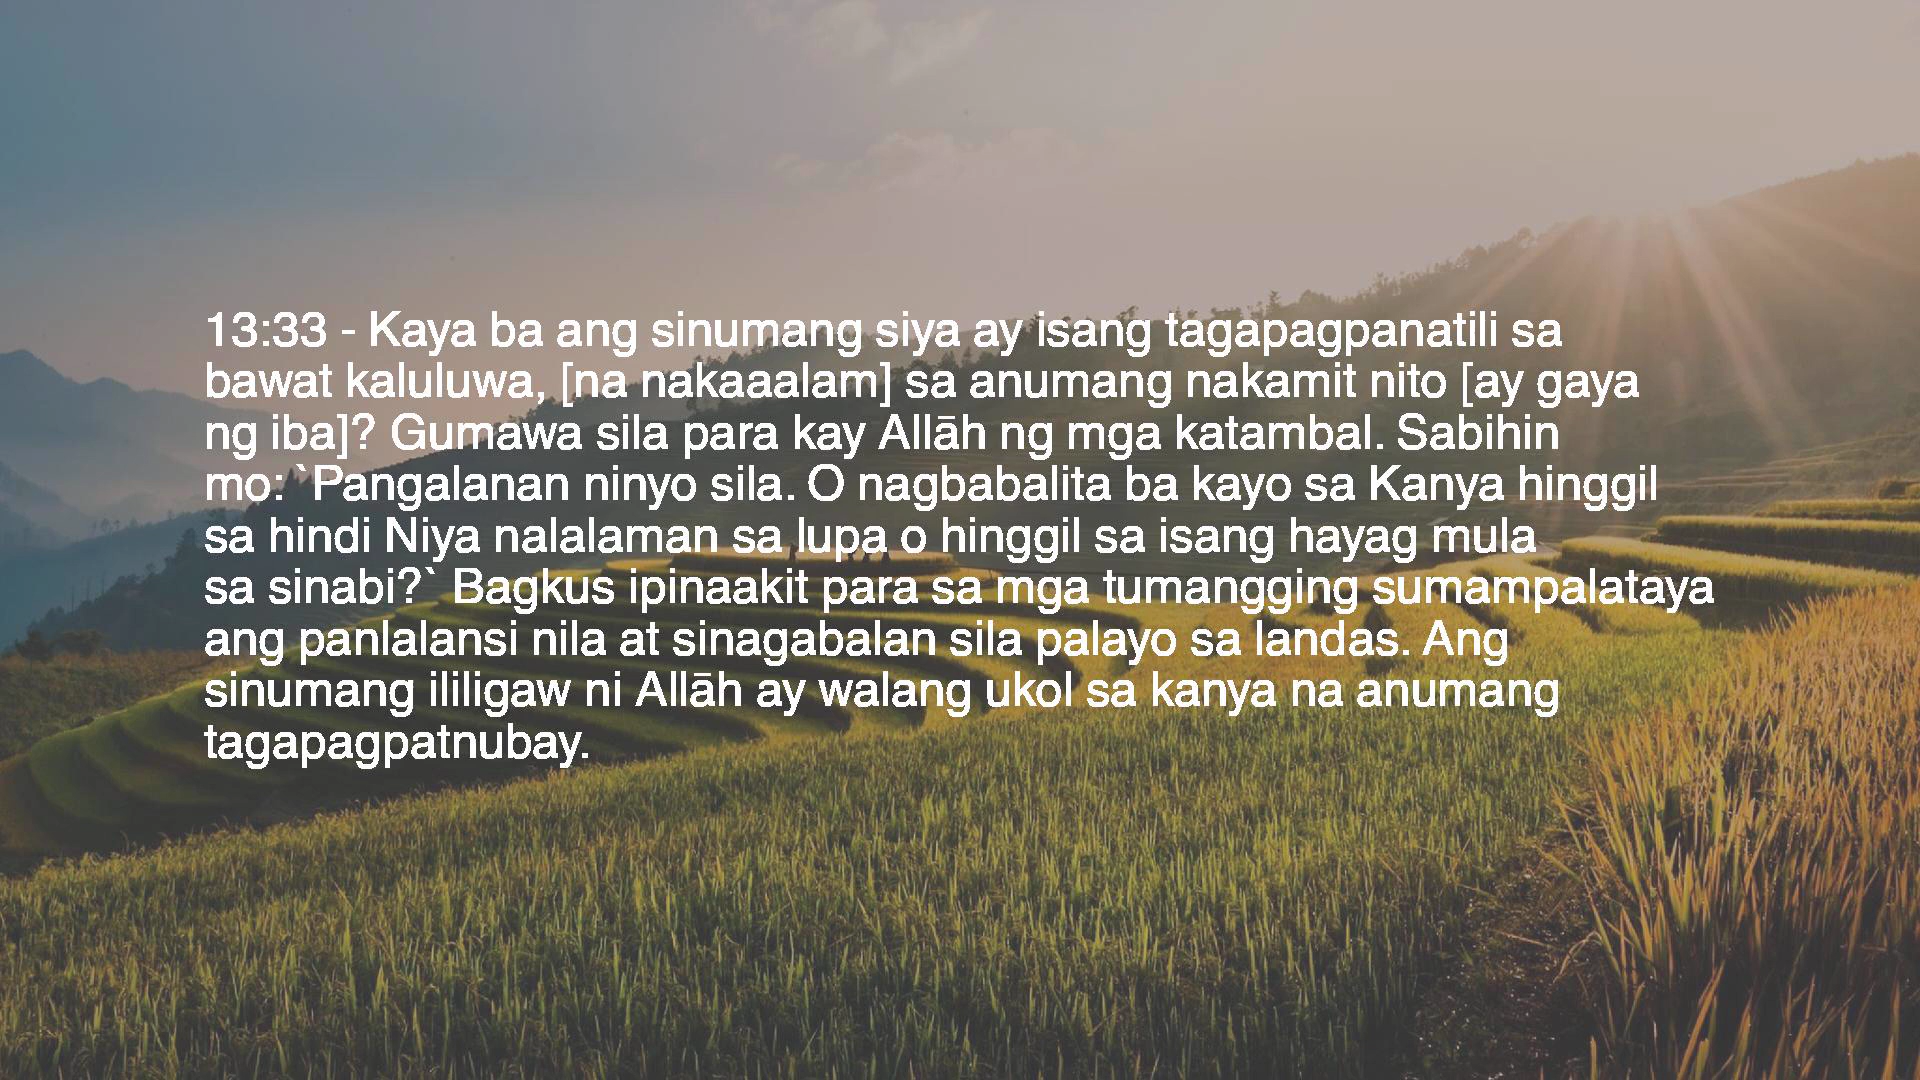 13:33 - Kaya ba ang sinumang siya ay isang tagapagpanatili sa
bawat kaluluwa, [na nakaaalam] sa anumang nakamit nito [ay gaya
ng iba]? Gumawa sila para kay Allāh ng mga katambal. Sabihin
mo: `Pangalanan ninyo sila. O nagbabalita ba kayo sa Kanya hinggil
sa hindi Niya nalalaman sa lupa o hinggil sa isang hayag mula
sa sinabi?` Bagkus ipinaakit para sa mga tumangging sumampalataya
ang panlalansi nila at sinagabalan sila palayo sa landas. Ang
sinumang ililigaw ni Allāh ay walang ukol sa kanya na anumang
tagapagpatnubay.